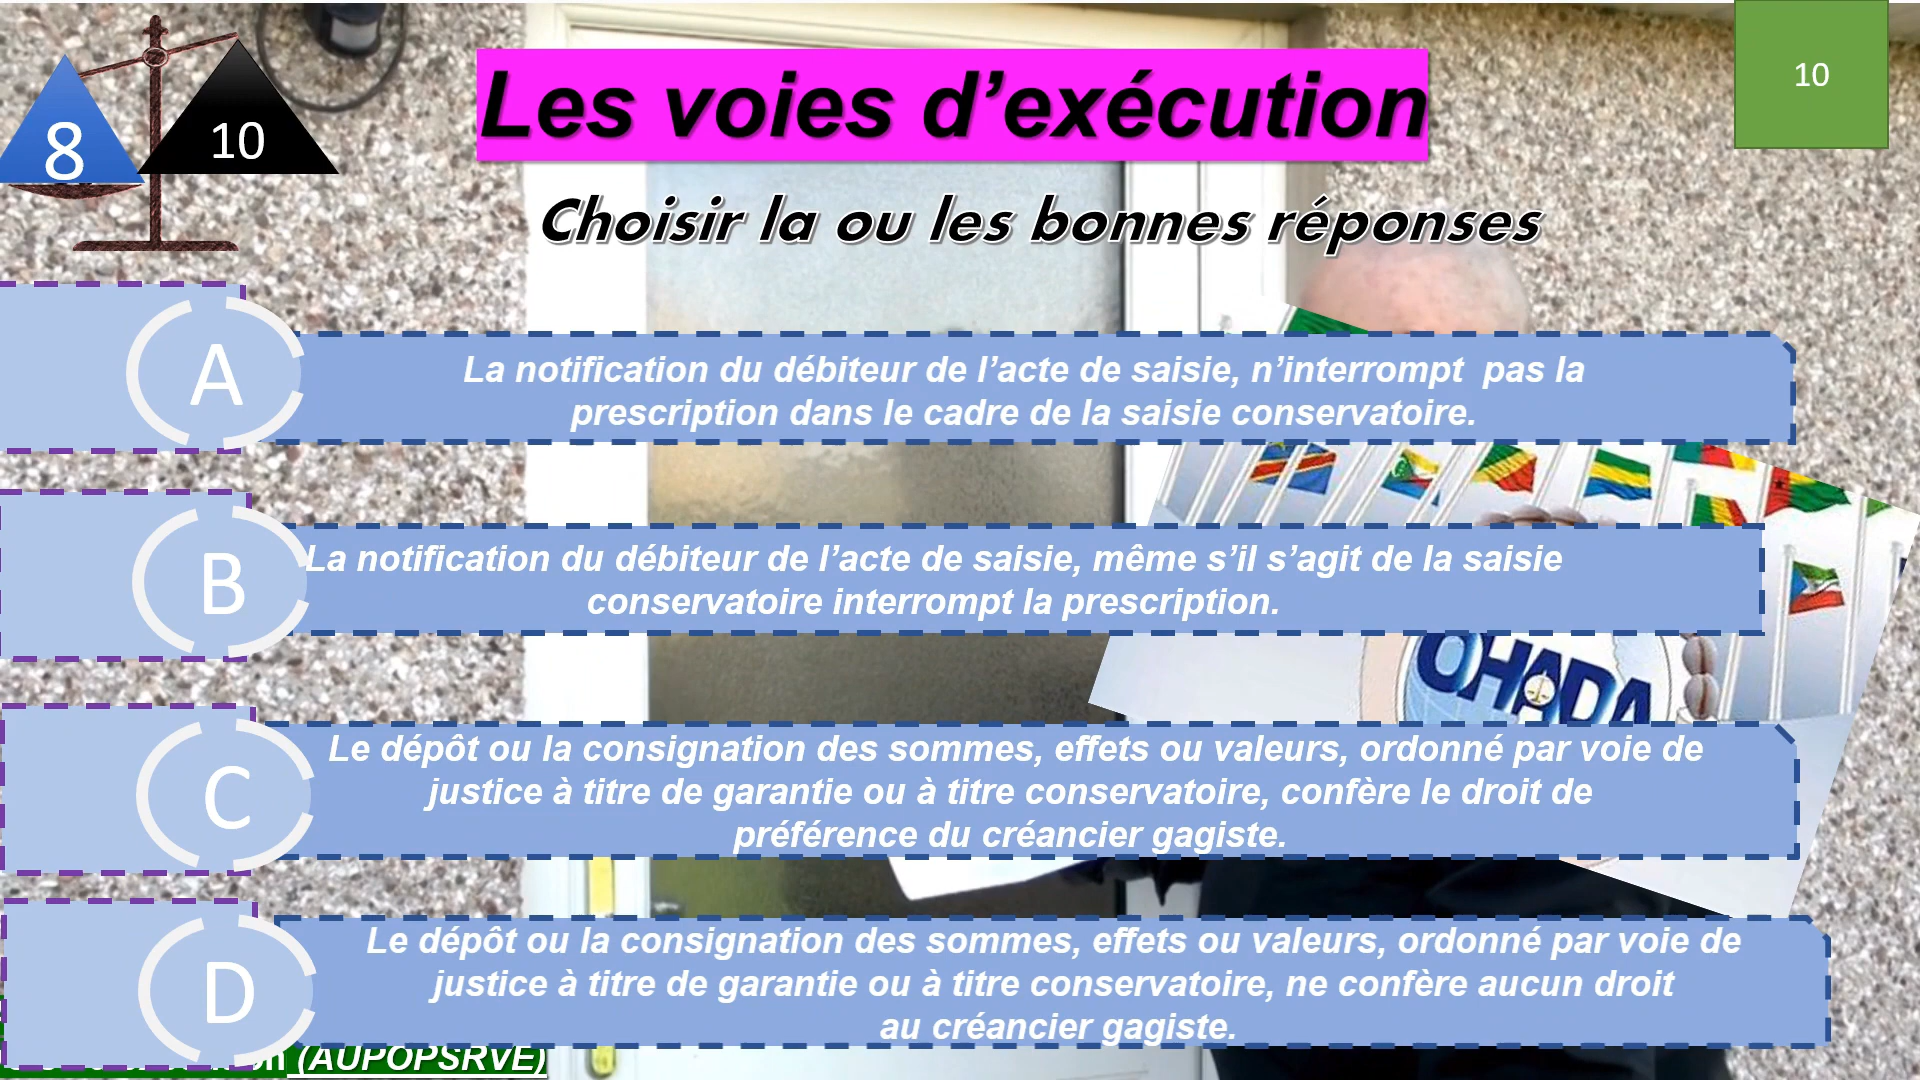 8
10
10
Les voies d’exécution
Choisir la ou les bonnes réponses
A
La notification du débiteur de l’acte de saisie, n’interrompt pas la
prescription dans le cadre de la saisie conservatoire.
B
La notification du débiteur de l’acte de saisie, même s’il s’agit de la saisie
conservatoire interrompt la prescription.
OHADA
C
Le dépôt ou la consignation des sommes, effets ou valeurs, ordonné par voie de
justice à titre de garantie ou à titre conservatoire, confère le droit de
préférence du créancier gagiste.
D
Le dépôt ou la consignation des sommes, effets ou valeurs, ordonné par voie de
justice à titre de garantie ou à titre conservatoire, ne confère aucun droit
au créancier gagiste.
(AUPOPSRVE)